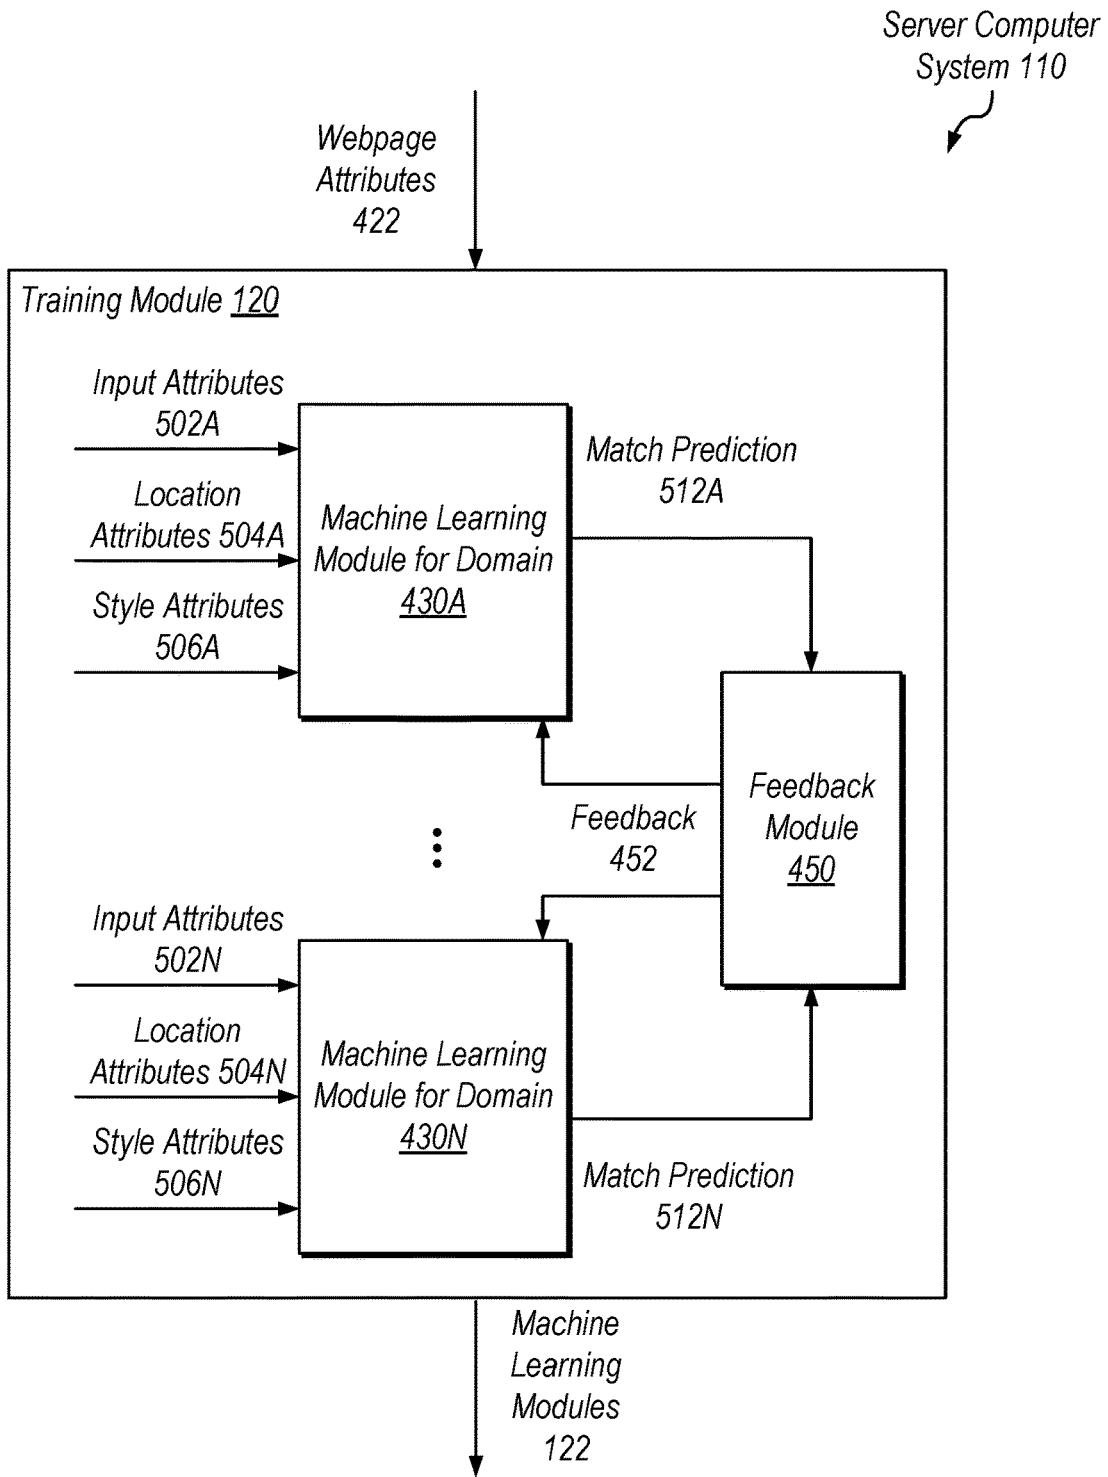 Server Computer
System 110
Webpage
Attributes
422
Training Module 120
Input Attributes
502A
Location
Attributes 504A
Style Attributes
506A
Machine Learning
Module for Domain
430A
Match Prediction
512A
Feedback
Module
450
Feedback
452
Input Attributes
502N
Location
Attributes 504N
Style Attributes
506N
Machine Learning
Module for Domain
430N
Match Prediction
512N
Machine
Learning
Modules
122